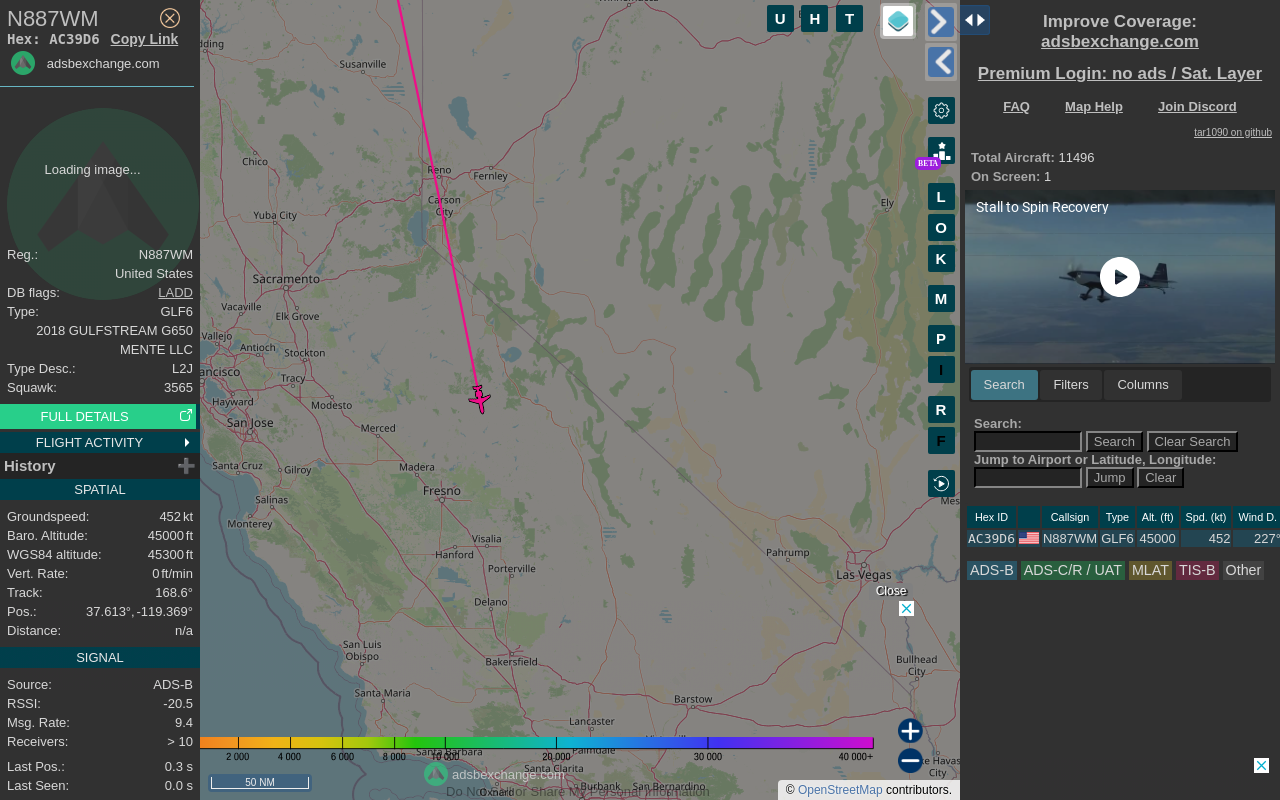 N887WM
Hex: AC39D6 Copy Link
adsbexchange.com
Loading image...
Reg.: N887WM
United States
DB flags: LADD
Type: GLF6
2018 GULFSTREAM G650
MENTE LLC
Type Desc.: L2J
Squawk: 3565
FULL DETAILS
FLIGHT ACTIVITY
History
SPATIAL
Groundspeed: 452 kt
Baro. Altitude: 45000 ft
WGS84 altitude: 45300 ft
Vert. Rate: 0 ft/min
Track: 168.6°
Pos.: 37.613°, -119.369°
Distance: n/a
SIGNAL
Source: ADS-B
RSSI: -20.5
Msg. Rate: 9.4
Receivers: > 10
Last Pos.: 0.3 s
Last Seen: 0.0 s
U H T
Susanville
Chico
Reno
Fernley
Carson
City
Yuba City
Ely
Sacramento
Vacaville
Elk Grove
Vallejo
Antioch
Stockton
Tracy
Hayward
Modesto
San Jose
Merced
Santa Cruz
Gilroy
Madera
Fresno
Salinas
Monterey
Visalia
Hanford
Porterville
Pahrump
Las Vegas
Delano
San Luis
Obispo
Bakersfield
Bullhead
City
Santa Maria
Barstow
Lancaster
Santa Barbara
Palmdale
Santa Clarita
Oxnard
Burbank
San Bernardino
City
BETA
L
O
K
M
P
I
R
F
Close
2 000 4 000 6 000 8 000 10 000 20 000 30 000 40 000+
adsbexchange.com
Do Not Sell or Share My Personal Information
50 NM
© OpenStreetMap contributors.
Improve Coverage:
adsbexchange.com
Premium Login: no ads / Sat. Layer
FAQ Map Help Join Discord
tar1090 on github
Total Aircraft: 11496
On Screen: 1
Stall to Spin Recovery
Search Filters Columns
Search:
Search Clear Search
Jump to Airport or Latitude, Longitude:
Jump Clear
Hex ID Callsign Type Alt. (ft) Spd. (kt) Wind D.
AC39D6 N887WM GLF6 45000 452 227°
ADS-B ADS-C/R / UAT MLAT TIS-B Other